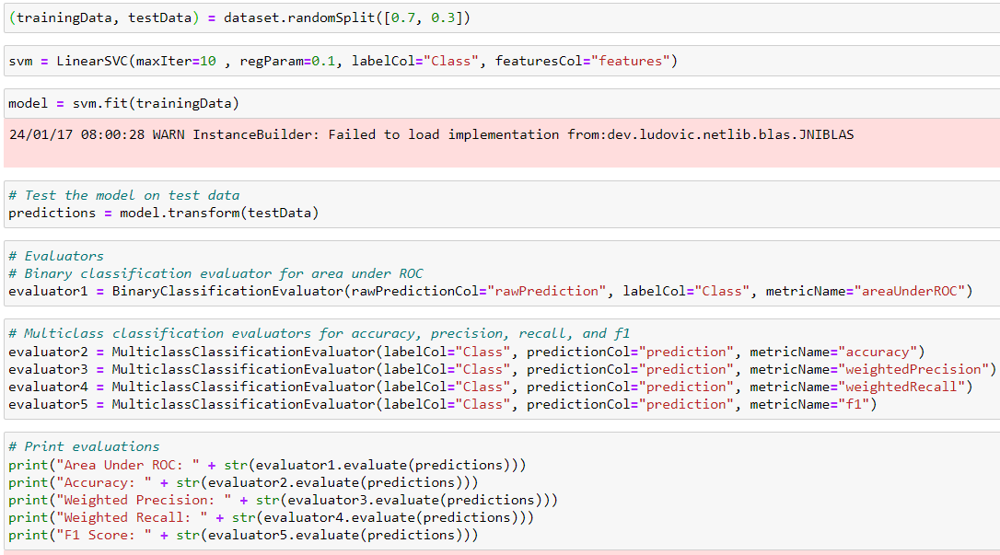 (trainingData, testData) = dataset.randomSplit([0.7, 0.3])
svm = LinearSVC(maxIter=10 , regParam=0.1, labelCol="Class", featuresCol="features")
model = svm.fit(trainingData)
24/01/17 08:00:28 WARN InstanceBuilder: Failed to load implementation from:dev.ludovic.netlib.blas.JNIBLAS
# Test the model on test data
predictions = model.transform(testData)
# Evaluators
# Binary classification evaluator for area under ROC
evaluator1 = BinaryClassificationEvaluator(rawPredictionCol="rawPrediction", labelCol="Class", metricName="areaUnderROC")
# Multiclass classification evaluators for accuracy, precision, recall, and f1
evaluator2 = MulticlassClassificationEvaluator(labelCol="Class", predictionCol="prediction", metricName="accuracy")
evaluator3 = MulticlassClassificationEvaluator(labelCol="Class", predictionCol="prediction", metricName="weightedPrecision")
evaluator4 = MulticlassClassificationEvaluator(labelCol="Class", predictionCol="prediction", metricName="weightedRecall")
evaluator5 = MulticlassClassificationEvaluator(labelCol="Class", predictionCol="prediction", metricName="f1")
# Print evaluations
print("Area Under ROC: " + str(evaluator1.evaluate(predictions)))
print("Accuracy: " + str(evaluator2.evaluate(predictions)))
print("Weighted Precision: " + str(evaluator3.evaluate(predictions)))
print("Weighted Recall: " + str(evaluator4.evaluate(predictions)))
print("F1 Score: " + str(evaluator5.evaluate(predictions)))